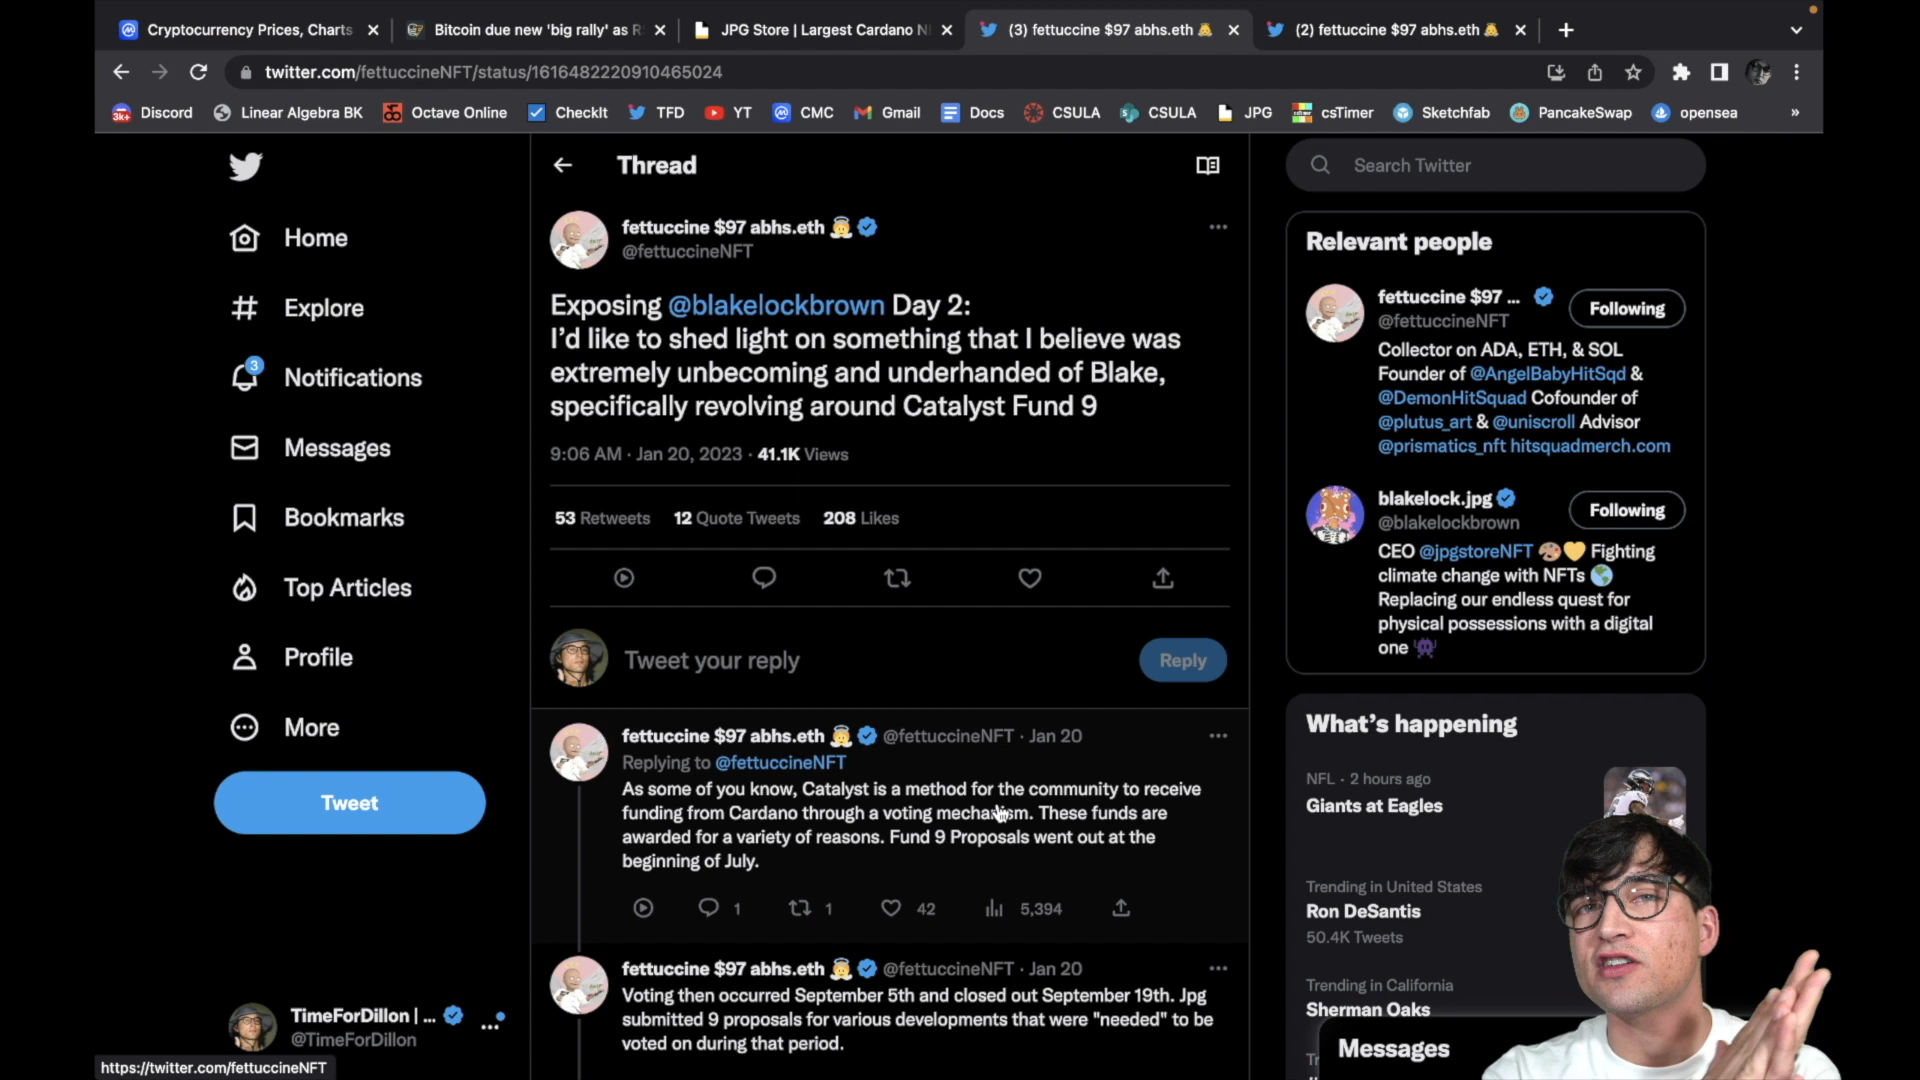 Cryptocurrency Prices, Charts
Bitcoin due new 'big rally' as R
JPG Store | Largest Cardano N
(3) fettuccine $97 abhs.eth
(2) fettuccine $97 abhs.eth
twitter.com/fettuccineNFT/status/1616482220910465024
3k+ Discord
Linear Algebra BK
Octave Online
CheckIt
TFD
YT
CMC
Gmail
Docs
CSULA
CSULA
JPG
csTimer
Sketchfab
PancakeSwap
opensea
»
Home
Explore
3
Notifications
Messages
Bookmarks
Top Articles
Profile
More
Tweet
TimeForDillon | ...
@TimeForDillon
https://twitter.com/fettuccineNFT
Thread
fettuccine $97 abhs.eth
@fettuccineNFT
Exposing @blakelockbrown Day 2:
I'd like to shed light on something that I believe was
extremely unbecoming and underhanded of Blake,
specifically revolving around Catalyst Fund 9
9:06 AM · Jan 20, 2023 · 41.1K Views
53 Retweets 12 Quote Tweets 208 Likes
Tweet your reply
Reply
fettuccine $97 abhs.eth @fettuccineNFT · Jan 20
Replying to @fettuccineNFT
As some of you know, Catalyst is a method for the community to receive
funding from Cardano through a voting mechanism. These funds are
awarded for a variety of reasons. Fund 9 Proposals went out at the
beginning of July.
1 1 42 5,394
fettuccine $97 abhs.eth @fettuccineNFT · Jan 20
Voting then occurred September 5th and closed out September 19th. Jpg
submitted 9 proposals for various developments that were "needed" to be
voted on during that period.
Search Twitter
Relevant people
fettuccine $97 ...
@fettuccineNFT
Following
Collector on ADA, ETH, & SOL
Founder of @AngelBabyHitSqd &
@DemonHitSquad Cofounder of
@plutus_art & @uniscroll Advisor
@prismatics_nft hitsquadmerch.com
blakelock.jpg
@blakelockbrown
Following
CEO @jpgstoreNFT 🎨💛 Fighting
climate change with NFTs 🌎
Replacing our endless quest for
physical possessions with a digital
one 👾
What's happening
NFL · 2 hours ago
Giants at Eagles
Trending in United States
Ron DeSantis
50.4K Tweets
Trending in California
Sherman Oaks
Messages